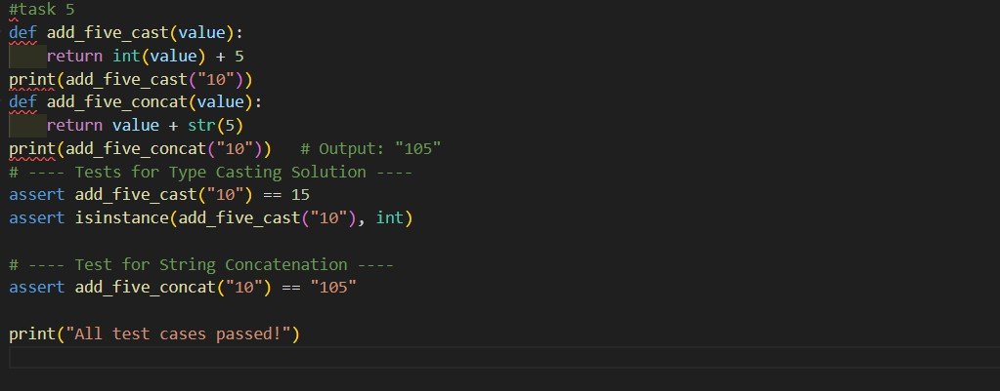 #task 5
def add_five_cast(value):
    return int(value) + 5
print(add_five_cast("10"))
def add_five_concat(value):
    return value + str(5)
print(add_five_concat("10"))   # Output: "105"
# ---- Tests for Type Casting Solution ----
assert add_five_cast("10") == 15
assert isinstance(add_five_cast("10"), int)
# ---- Test for String Concatenation ----
assert add_five_concat("10") == "105"
print("All test cases passed!")